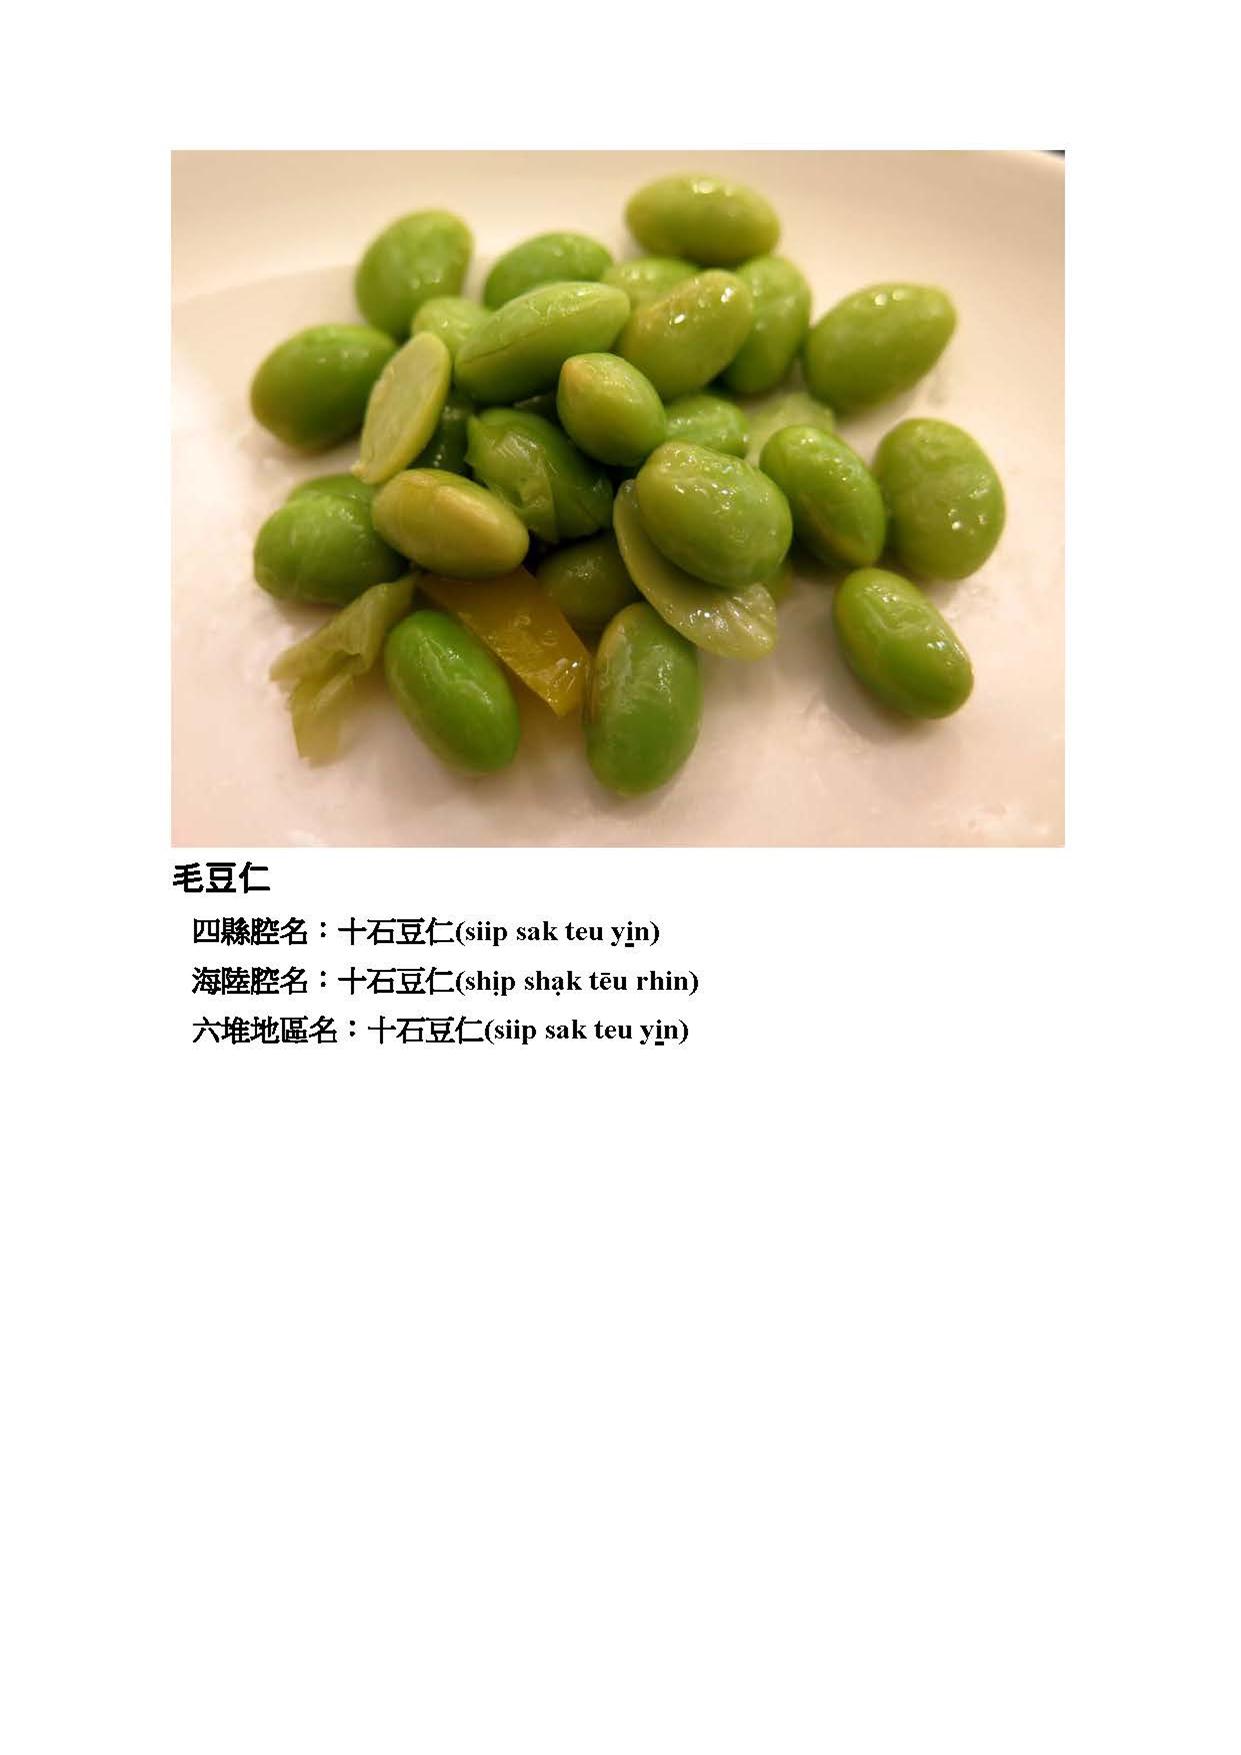 毛豆仁
四縣腔名：十石豆仁(siip sak teu yi̲n)
海陸腔名：十石豆仁(shịp shạk tēu rhin)
六堆地區名：十石豆仁(siip sak teu yi̲n)